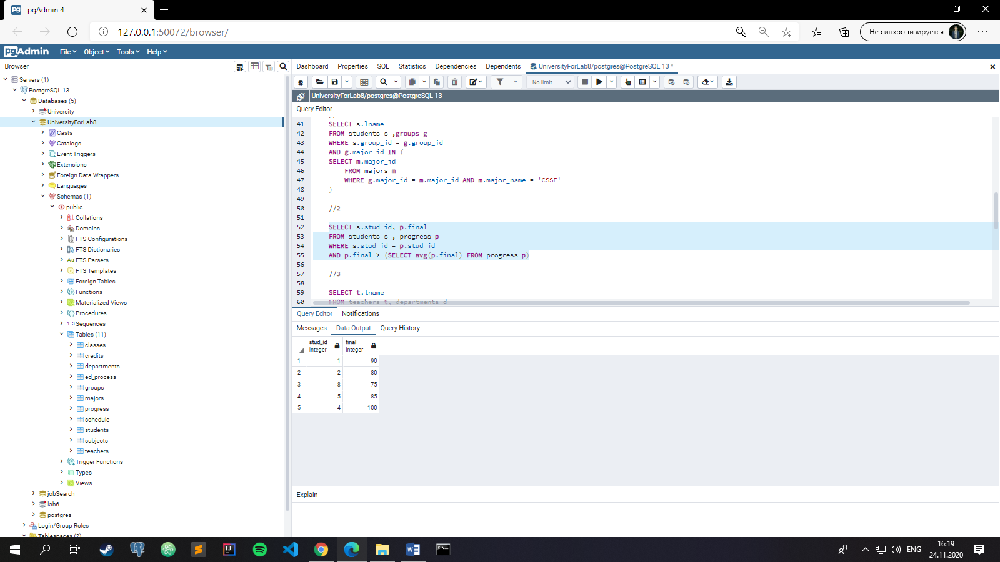 pgAdmin 4
127.0.0.1:50072/browser/
Не синхронизируется
pgAdmin File Object Tools Help
Browser
Dashboard Properties SQL Statistics Dependencies Dependents UniversityForLab8/postgres@PostgreSQL 13 *
No limit
UniversityForLab8/postgres@PostgreSQL 13
Servers (1)
PostgreSQL 13
Databases (5)
University
UniversityForLab8
Casts
Catalogs
Event Triggers
Extensions
Foreign Data Wrappers
Languages
Schemas (1)
public
Collations
Domains
FTS Configurations
FTS Dictionaries
FTS Parsers
FTS Templates
Foreign Tables
Functions
Materialized Views
Procedures
1..3 Sequences
Tables (11)
classes
credits
departments
ed_process
groups
majors
progress
schedule
students
subjects
teachers
Trigger Functions
Types
Views
jobSearch
lab6
postgres
Login/Group Roles
Tablespaces (2)
Query Editor
41 SELECT s.lname
42 FROM students s ,groups g
43 WHERE s.group_id = g.group_id
44 AND g.major_id IN (
45 SELECT m.major_id
46 FROM majors m
47 WHERE g.major_id = m.major_id AND m.major_name = 'CSSE'
48 )
49
50 //2
51
52 SELECT s.stud_id, p.final
53 FROM students s , progress p
54 WHERE s.stud_id = p.stud_id
55 AND p.final > (SELECT avg(p.final) FROM progress p)
56
57 //3
58
59 SELECT t.lname
60 FROM teachers t, departments d
Query Editor Notifications
Messages Data Output Query History
stud_id integer final integer
1 1 90
2 2 80
3 8 75
4 5 85
5 4 100
Explain
ENG
16:19
24.11.2020